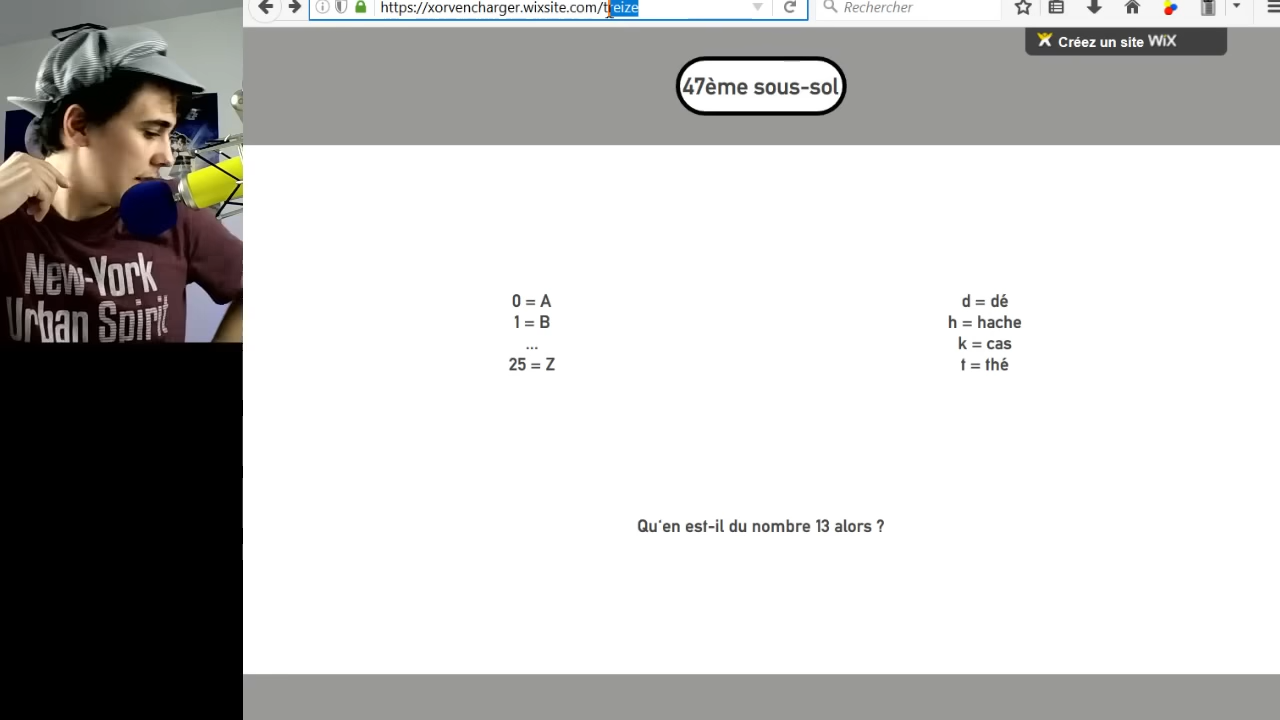 https://xorvencharger.wixsite.com/treize
Rechercher
Créez un site WiX
47ème sous-sol
0 = A
1 = B
...
25 = Z
d = dé
h = hache
k = cas
t = thé
Qu'en est-il du nombre 13 alors ?
New-York
Urban Spirit